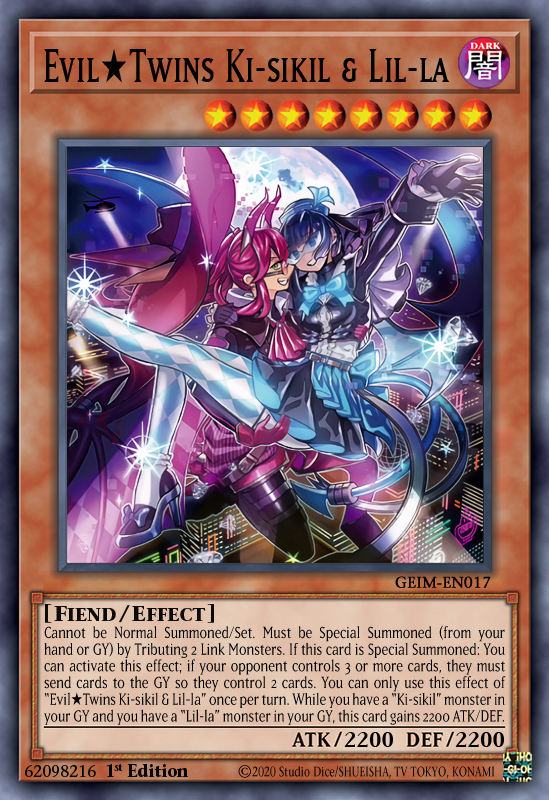 EVIL★TWINS KI-SIKIL & LIL-LA
DARK
闇
GEIM-EN017
[FIEND/EFFECT]
Cannot be Normal Summoned/Set. Must be Special Summoned (from your
hand or GY) by Tributing 2 Link Monsters. If this card is Special Summoned: You
can activate this effect; if your opponent controls 3 or more cards, they must
send cards to the GY so they control 2 cards. You can only use this effect of
"Evil★Twins Ki-sikil & Lil-la" once per turn. While you have a "Ki-sikil" monster in
your GY and you have a "Lil-la" monster in your GY, this card gains 2200 ATK/DEF.
ATK/2200 DEF/2200
62098216 1st Edition ©2020 Studio Dice/SHUEISHA, TV TOKYO, KONAMI